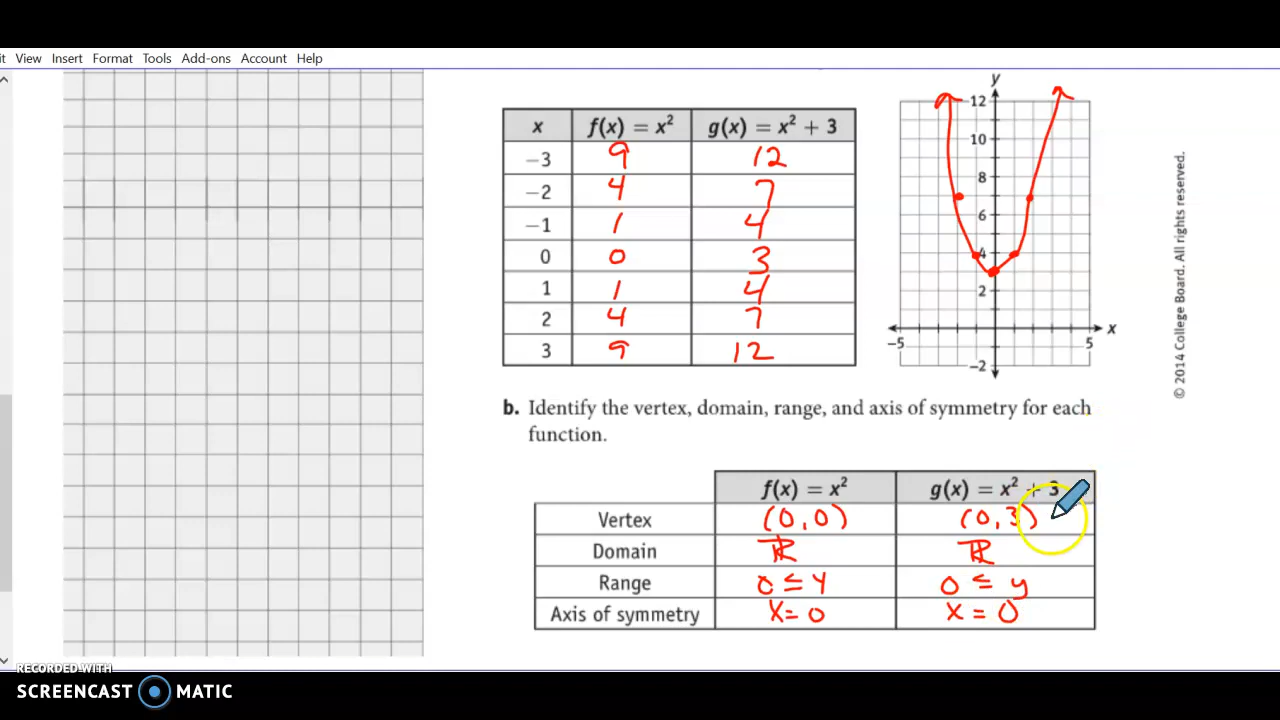 it View Insert Format Tools Add-ons Account Help
x f(x) = x² g(x) = x² + 3
−3 9 12
−2 4 7
−1 1 4
0 0 3
1 1 4
2 4 7
3 9 12
y
12
10
8
6
4
2
−5 5 x
−2
© 2014 College Board. All rights reserved.
b. Identify the vertex, domain, range, and axis of symmetry for each
function.
f(x) = x² g(x) = x² + 3
Vertex (0,0) (0,3)
Domain ℝ ℝ
Range 0 ≤ y 0 ≤ y
Axis of symmetry x=0 x = 0
RECORDED WITH
SCREENCAST MATIC